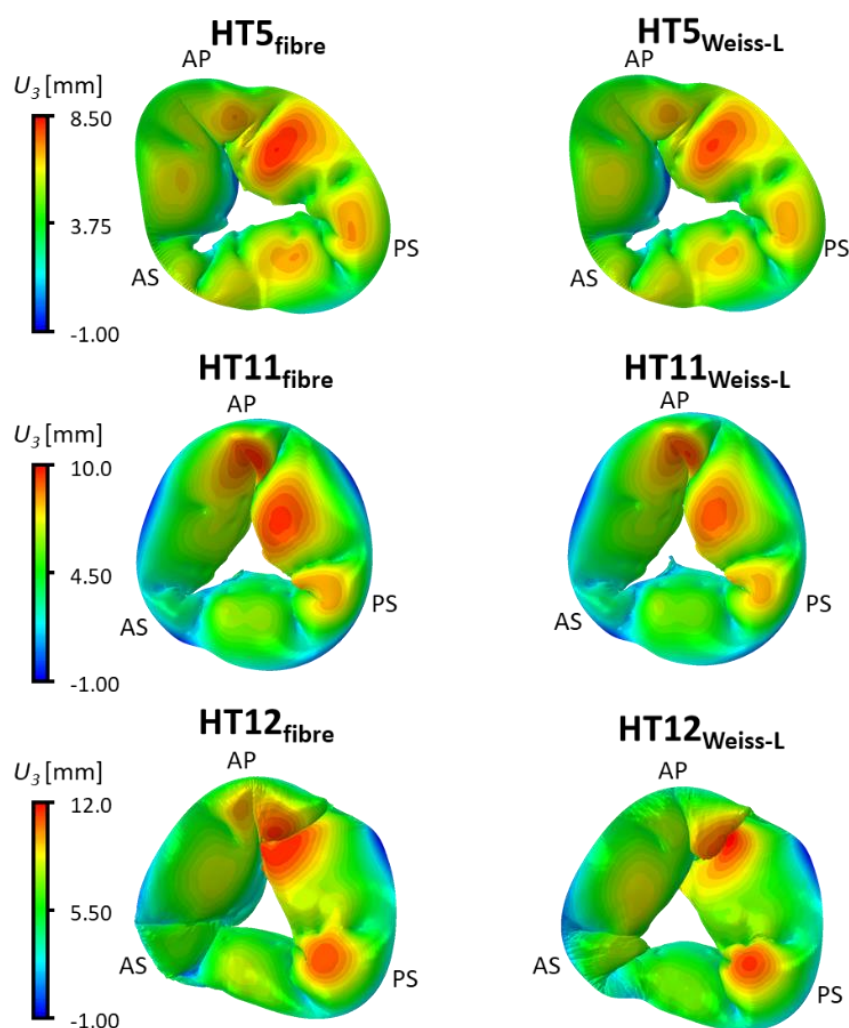 HT5fibre
HT5Weiss-L
AP
AP
U3 [mm]
8.50
3.75
-1.00
AS
PS
AS
PS
HT11fibre
HT11Weiss-L
AP
AP
U3 [mm]
10.0
4.50
-1.00
AS
PS
AS
PS
HT12fibre
HT12Weiss-L
AP
AP
U3 [mm]
12.0
5.50
-1.00
AS
PS
AS
PS